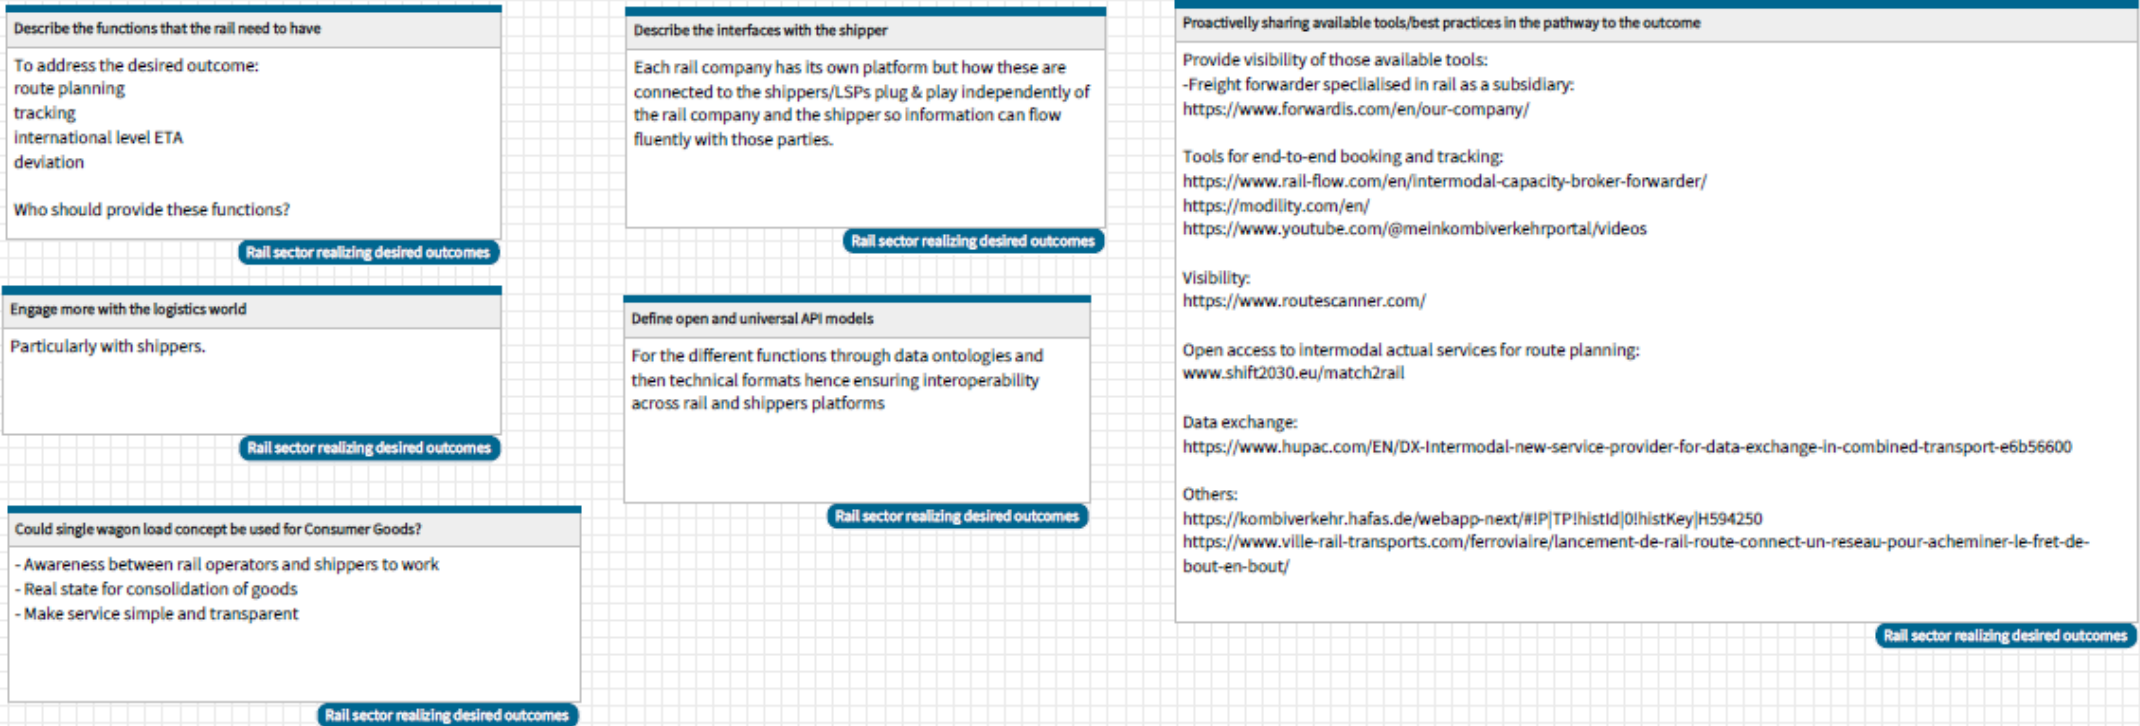 Describe the functions that the rail need to have
To address the desired outcome:
route planning
tracking
international level ETA
deviation
Who should provide these functions?
Rail sector realizing desired outcomes
Engage more with the logistics world
Particularly with shippers.
Rail sector realizing desired outcomes
Could single wagon load concept be used for Consumer Goods?
- Awareness between rail operators and shippers to work
- Real state for consolidation of goods
- Make service simple and transparent
Rail sector realizing desired outcomes
Describe the interfaces with the shipper
Each rail company has its own platform but how these are
connected to the shippers/LSPs plug & play independently of
the rail company and the shipper so information can flow
fluently with those parties.
Rail sector realizing desired outcomes
Define open and universal API models
For the different functions through data ontologies and
then technical formats hence ensuring interoperability
across rail and shippers platforms
Rail sector realizing desired outcomes
Proactivelly sharing available tools/best practices in the pathway to the outcome
Provide visibility of those available tools:
-Freight forwarder speclialised in rail as a subsidiary:
https://www.forwardis.com/en/our-company/
Tools for end-to-end booking and tracking:
https://www.rail-flow.com/en/intermodal-capacity-broker-forwarder/
https://modility.com/en/
https://www.youtube.com/@meinkombiverkehrportal/videos
Visibility:
https://www.routescanner.com/
Open access to intermodal actual services for route planning:
www.shift2030.eu/match2rail
Data exchange:
https://www.hupac.com/EN/DX-Intermodal-new-service-provider-for-data-exchange-in-combined-transport-e6b56600
Others:
https://kombiverkehr.hafas.de/webapp-next/#!P|TP!histId|0!histKey|H594250
https://www.ville-rail-transports.com/ferroviaire/lancement-de-rail-route-connect-un-reseau-pour-acheminer-le-fret-de-
bout-en-bout/
Rail sector realizing desired outcomes